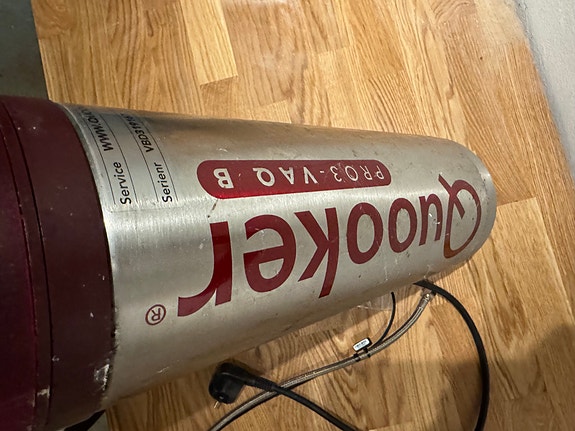 Quooker®
PRO3-VAQ B
Serienr
Service